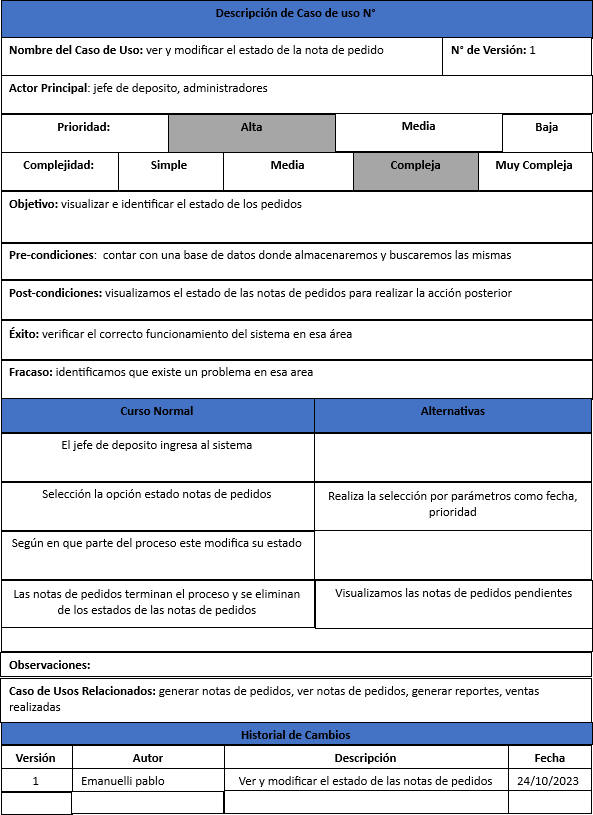 Descripción de Caso de uso N°
Nombre del Caso de Uso: ver y modificar el estado de la nota de pedido N° de Versión: 1
Actor Principal: jefe de deposito, administradores
Prioridad: Alta Media Baja
Complejidad: Simple Media Compleja Muy Compleja
Objetivo: visualizar e identificar el estado de los pedidos
Pre-condiciones: contar con una base de datos donde almacenaremos y buscaremos las mismas
Post-condiciones: visualizamos el estado de las notas de pedidos para realizar la acción posterior
Éxito: verificar el correcto funcionamiento del sistema en esa área
Fracaso: identificamos que existe un problema en esa area
Curso Normal Alternativas
El jefe de deposito ingresa al sistema
Selección la opción estado notas de pedidos
Realiza la selección por parámetros como fecha,
prioridad
Según en que parte del proceso este modifica su estado
Las notas de pedidos terminan el proceso y se eliminan
de los estados de las notas de pedidos
Visualizamos las notas de pedidos pendientes
Observaciones:
Caso de Usos Relacionados: generar notas de pedidos, ver notas de pedidos, generar reportes, ventas
realizadas
Historial de Cambios
Versión Autor Descripción Fecha
1 Emanuelli pablo Ver y modificar el estado de las notas de pedidos 24/10/2023